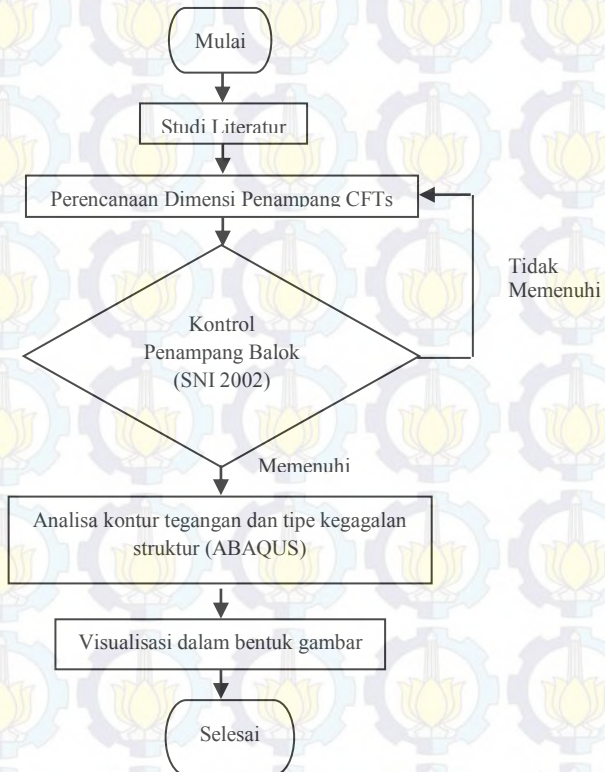 Mulai
Studi Literatur
Perencanaan Dimensi Penampang CFTs
Tidak
Memenuhi
Kontrol
Penampang Balok
(SNI 2002)
Memenuhi
Analisa kontur tegangan dan tipe kegagalan
struktur (ABAQUS)
Visualisasi dalam bentuk gambar
Selesai